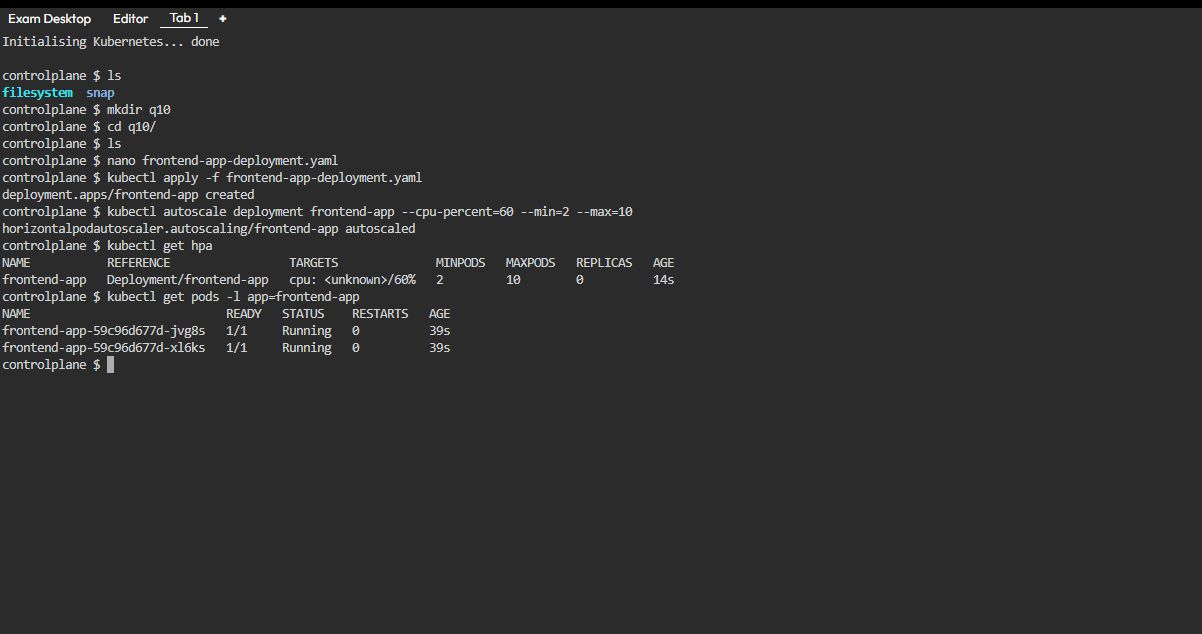 Exam Desktop Editor Tab 1 +
Initialising Kubernetes... done
controlplane $ ls
filesystem snap
controlplane $ mkdir q10
controlplane $ cd q10/
controlplane $ ls
controlplane $ nano frontend-app-deployment.yaml
controlplane $ kubectl apply -f frontend-app-deployment.yaml
deployment.apps/frontend-app created
controlplane $ kubectl autoscale deployment frontend-app --cpu-percent=60 --min=2 --max=10
horizontalpodautoscaler.autoscaling/frontend-app autoscaled
controlplane $ kubectl get hpa
NAME REFERENCE TARGETS MINPODS MAXPODS REPLICAS AGE
frontend-app Deployment/frontend-app cpu: <unknown>/60% 2 10 0 14s
controlplane $ kubectl get pods -l app=frontend-app
NAME READY STATUS RESTARTS AGE
frontend-app-59c96d677d-jvg8s 1/1 Running 0 39s
frontend-app-59c96d677d-xl6ks 1/1 Running 0 39s
controlplane $